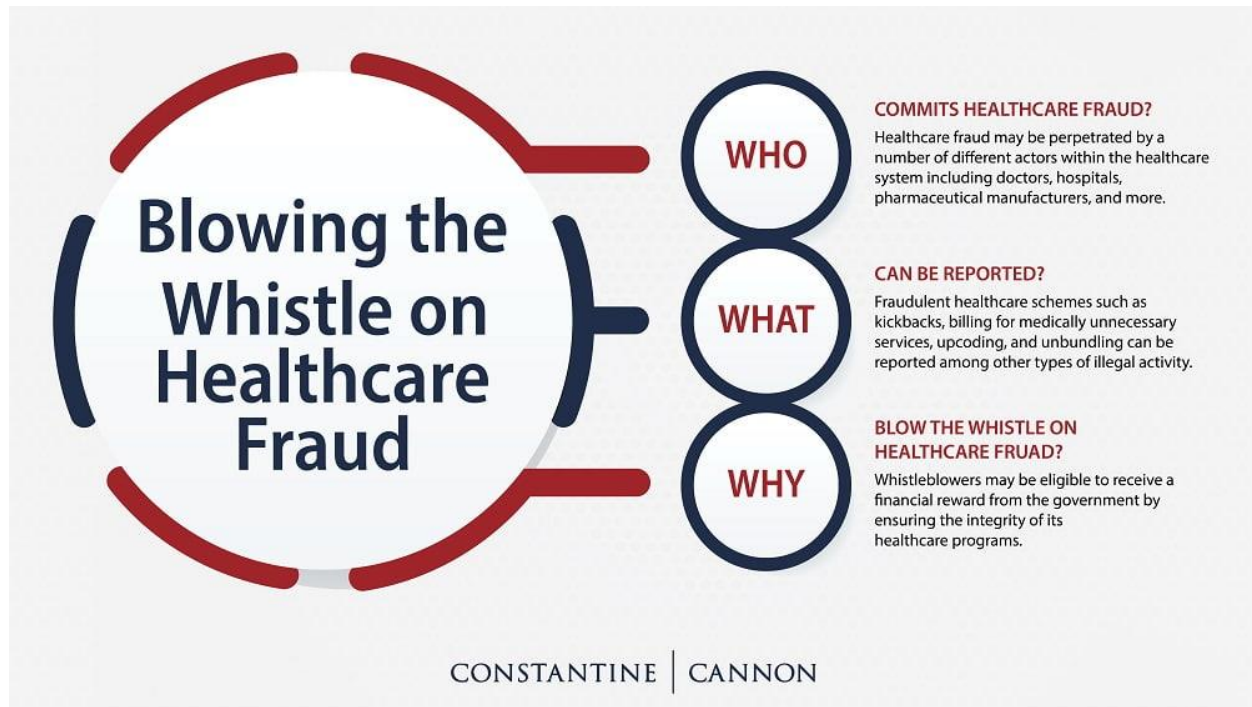 Blowing the
Whistle on
Healthcare
Fraud
WHO
COMMITS HEALTHCARE FRAUD?
Healthcare fraud may be perpetrated by a
number of different actors within the healthcare
system including doctors, hospitals,
pharmaceutical manufacturers, and more.
WHAT
CAN BE REPORTED?
Fraudulent healthcare schemes such as
kickbacks, billing for medically unnecessary
services, upcoding, and unbundling can be
reported among other types of illegal activity.
WHY
BLOW THE WHISTLE ON
HEALTHCARE FRUAD?
Whistleblowers may be eligible to receive a
financial reward from the government by
ensuring the integrity of its
healthcare programs.
CONSTANTINE | CANNON